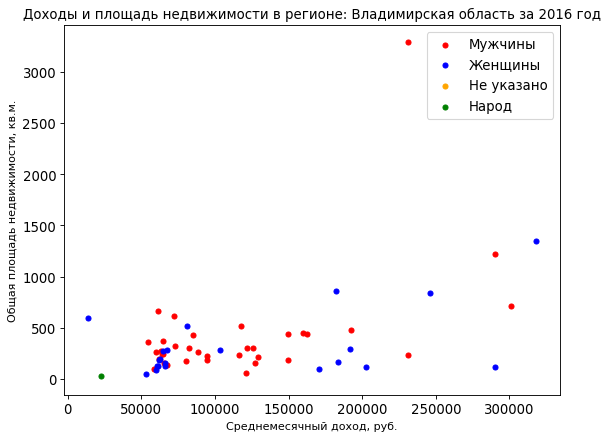 Доходы и площадь недвижимости в регионе: Владимирская область за 2016 год
Общая площадь недвижимости, кв.м.
3000
2500
2000
1500
1000
500
0
Мужчины
Женщины
Не указано
Народ
0 50000 100000 150000 200000 250000 300000
Среднемесячный доход, руб.